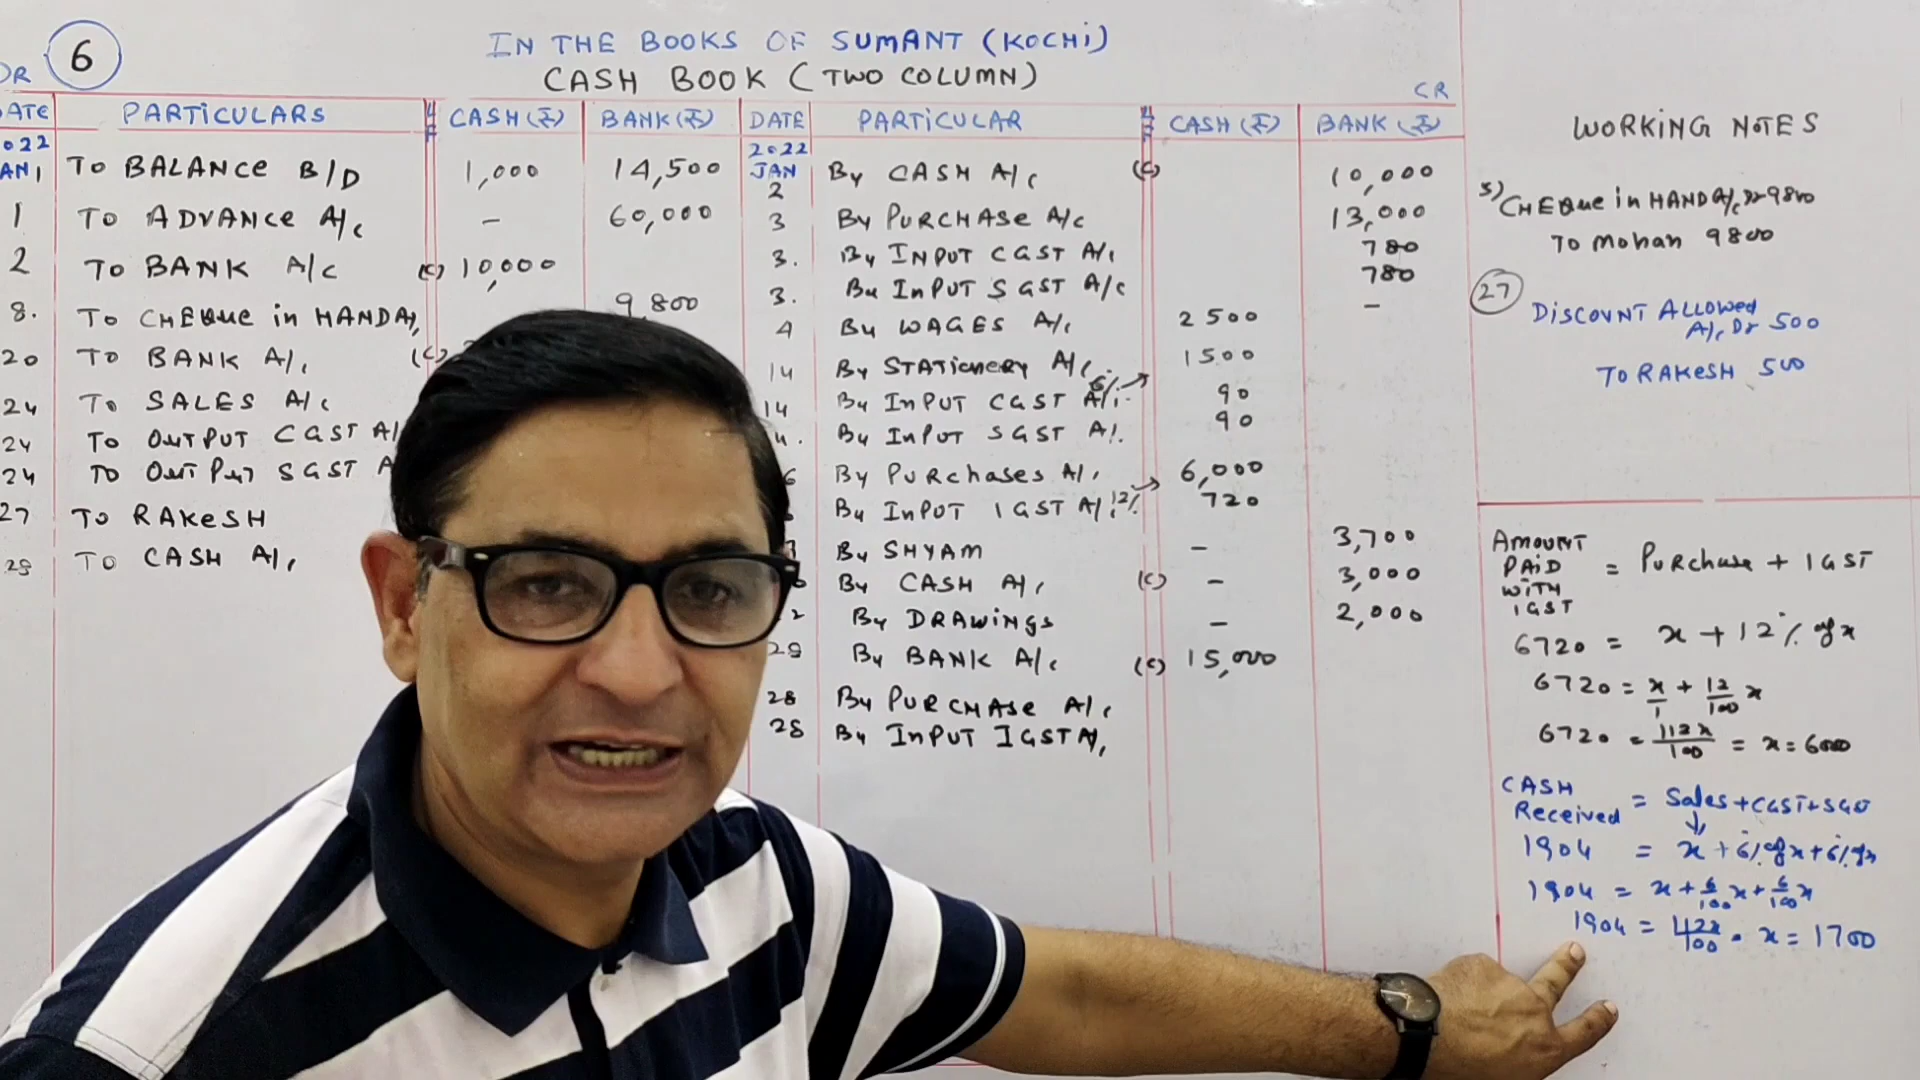 6
IN THE BOOKS OF SUMANT (KOCHI)
CASH BOOK (TWO COLUMN)
DR
CR
DATE PARTICULARS LF CASH (₹) BANK (₹) DATE PARTICULAR LF CASH (₹) BANK (₹)
2022 2022
JAN 1 TO BALANCE B/D 1,000 14,500 JAN 2 By CASH A/c (C) 10,000
1 TO ADVANCE A/c – 60,000 3 By PURCHASE A/c 13,000
3. By INPUT CGST A/c 780
2 TO BANK A/c (C) 10,000 3. By INPUT SGST A/c 780
8. TO CHEQUE in HAND A/c 9,800 4 By WAGES A/c 2500 –
20 TO BANK A/c (C) 14 By STATIONERY A/c 1500
24 TO SALES A/c 14 By INPUT CGST A/c 6% 90
24 TO OUTPUT CGST A/ By INPUT SGST A/c. 90
24 TO OUTPUT SGST A By PURCHASES A/c 6,000
27 TO RAKESH By INPUT IGST A/c 12% 720
29 TO CASH A/c By SHYAM – 3,700
By CASH A/c (C) – 3,000
By DRAWINGS – 2,000
By BANK A/c (C) 15,000
28 By PURCHASE A/c
28 By INPUT IGST A/c
WORKING NOTES
5) CHEQUE in HAND A/c Dr 9800
TO MOHAN 9800
27
DISCOUNT ALLOWED
A/c Dr 500
TO RAKESH 500
AMOUNT
PAID
WITH
IGST
= Purchase + IGST
6720 = x + 12% of x
6720 = x/1 + 12/100 x
6720 = 112x/100 = x = 6000
CASH
Received
= Sales + CGST + SGST
1904 = x + 6% of x + 6% of x
1904 = x + 6/100 x + 6/100 x
1904 = 112x/100 = x = 1700